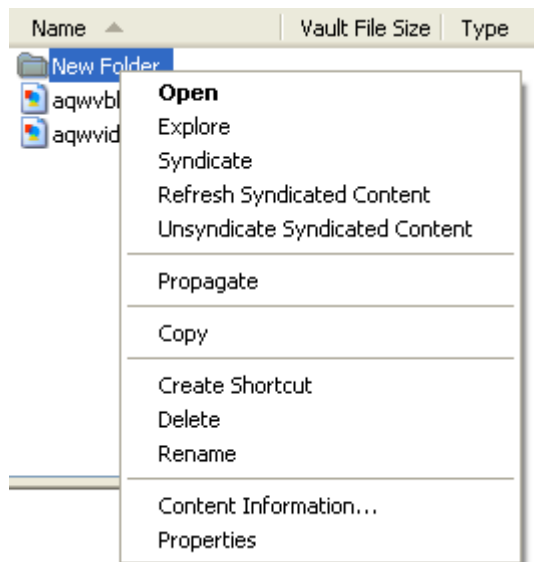 Name Vault File Size Type
New Folder
aqwvbl
aqwvid
Open
Explore
Syndicate
Refresh Syndicated Content
Unsyndicate Syndicated Content
Propagate
Copy
Create Shortcut
Delete
Rename
Content Information...
Properties